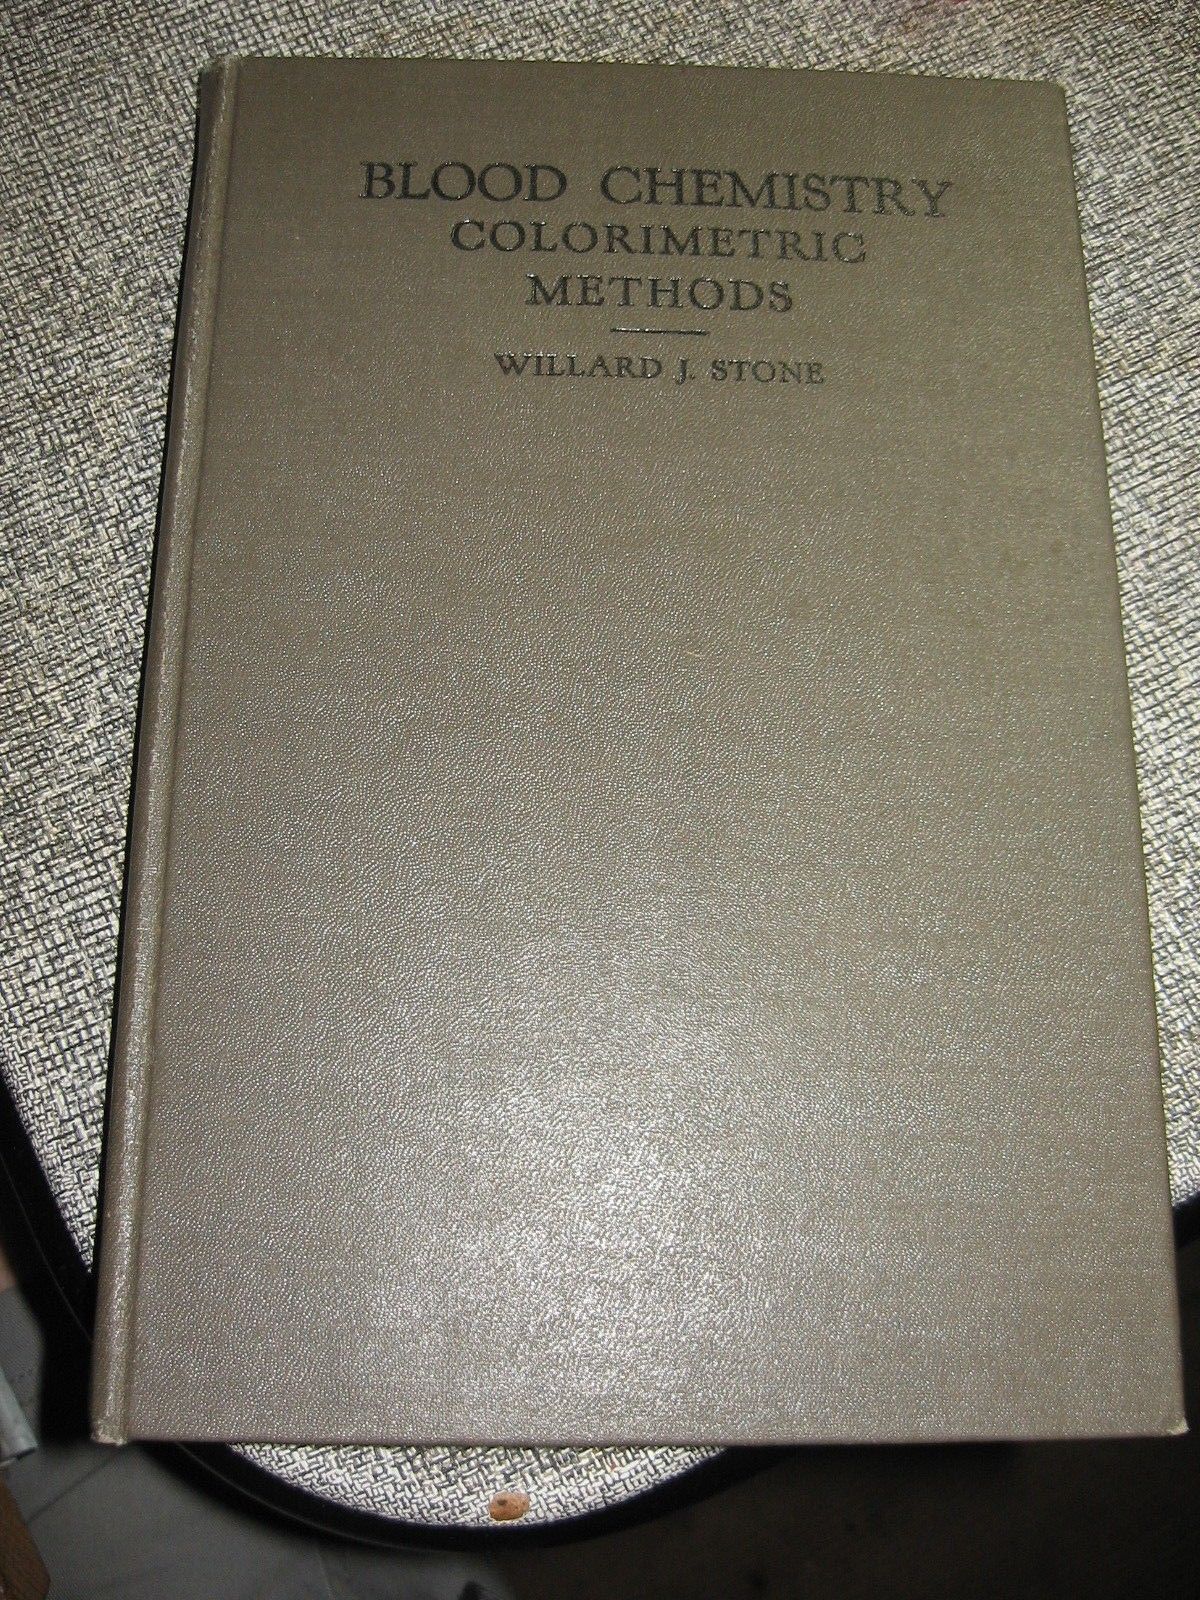 BLOOD CHEMISTRY
COLORIMETRIC
METHODS
WILLARD J. STONE